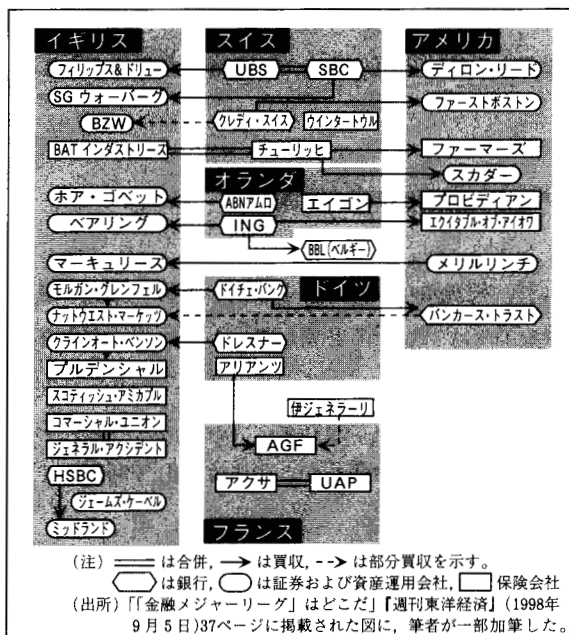 イギリス
フィリップス&ドリュー
SGウォーバーグ
BZW
BATインダストリーズ
ホア・ゴベット
ベアリング
マーキュリーズ
モルガン・グレンフェル
ナットウエスト・マーケッツ
クラインオート・ベンソン
プルデンシャル
スコティッシュ・アミカブル
コマーシャル・ユニオン
ジェネラル・アクシデント
HSBC
ジェームズ・ケーペル
ミッドランド
スイス
UBS
SBC
クレディ・スイス
ウインタートウル
チューリッヒ
オランダ
ABNアムロ
エイゴン
ING
BBL(ベルギー)
ドイツ
ドイチェ・バンク
ドレスナー
アリアンツ
伊ジェネラーリ
AGF
アクサ
UAP
フランス
アメリカ
ディロン・リード
ファーストボストン
ファーマーズ
スカダー
プロビディアン
エクイタブル・オブ・アイオワ
メリルリンチ
バンカース・トラスト
(注) ═══ は合併, → は買収, --> は部分買収を示す。
は銀行, は証券および資産運用会社, 保険会社
(出所)「「金融メジャーリーグ」はどこだ」『週刊東洋経済』(1998年
9月5日)37ページに掲載された図に, 筆者が一部加筆した。